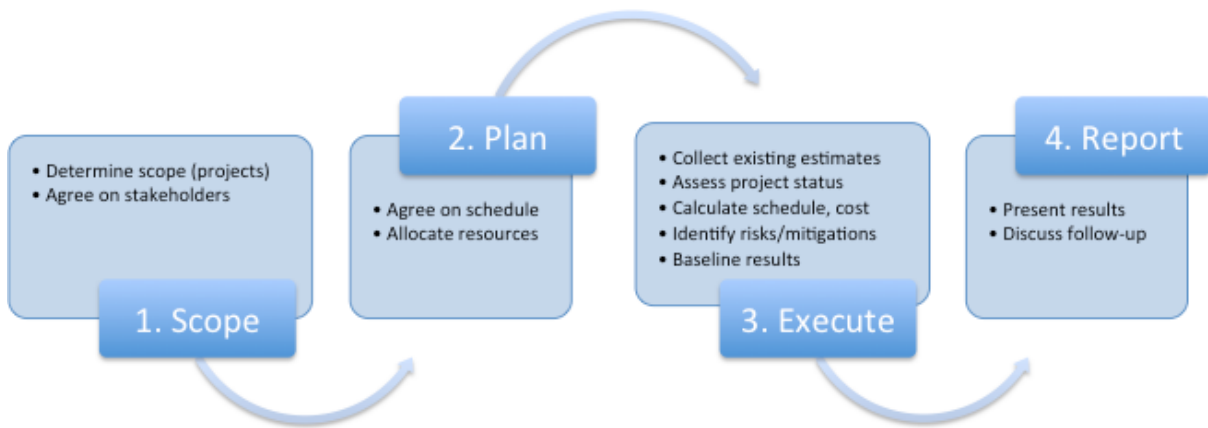 • Determine scope (projects)
• Agree on stakeholders
1. Scope
2. Plan
• Agree on schedule
• Allocate resources
• Collect existing estimates
• Assess project status
• Calculate schedule, cost
• Identify risks/mitigations
• Baseline results
3. Execute
4. Report
• Present results
• Discuss follow-up